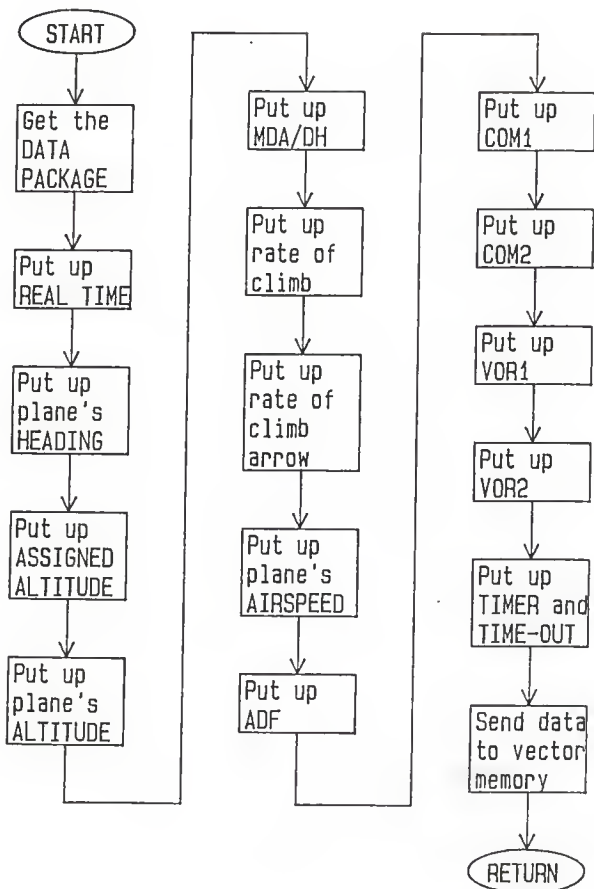 START
Get the
DATA
PACKAGE
Put up
REAL TIME
Put up
plane's
HEADING
Put up
ASSIGNED
ALTITUDE
Put up
plane's
ALTITUDE
Put up
MDA/DH
Put up
rate of
climb
Put up
rate of
climb
arrow
Put up
plane's
AIRSPEED
Put up
ADF
Put up
COM1
Put up
COM2
Put up
VOR1
Put up
VOR2
Put up
TIMER and
TIME-OUT
Send data
to vector
memory
RETURN